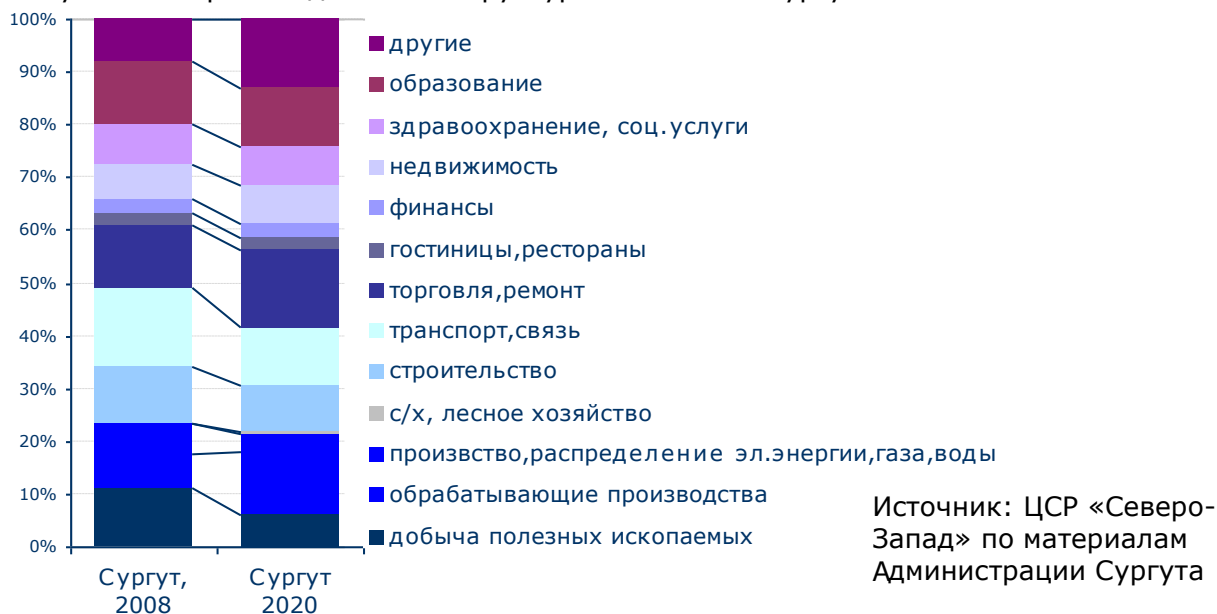 100%
90%
80%
70%
60%
50%
40%
30%
20%
10%
0%
Сургут, 2008
Сургут 2020
другие
образование
здравоохранение, соц.услуги
недвижимость
финансы
гостиницы,рестораны
торговля,ремонт
транспорт,связь
строительство
с/х, лесное хозяйство
произвство,распределение эл.энергии,газа,воды
обрабатывающие производства
добыча полезных ископаемых
Источник: ЦСР «Северо-
Запад» по материалам
Администрации Сургута